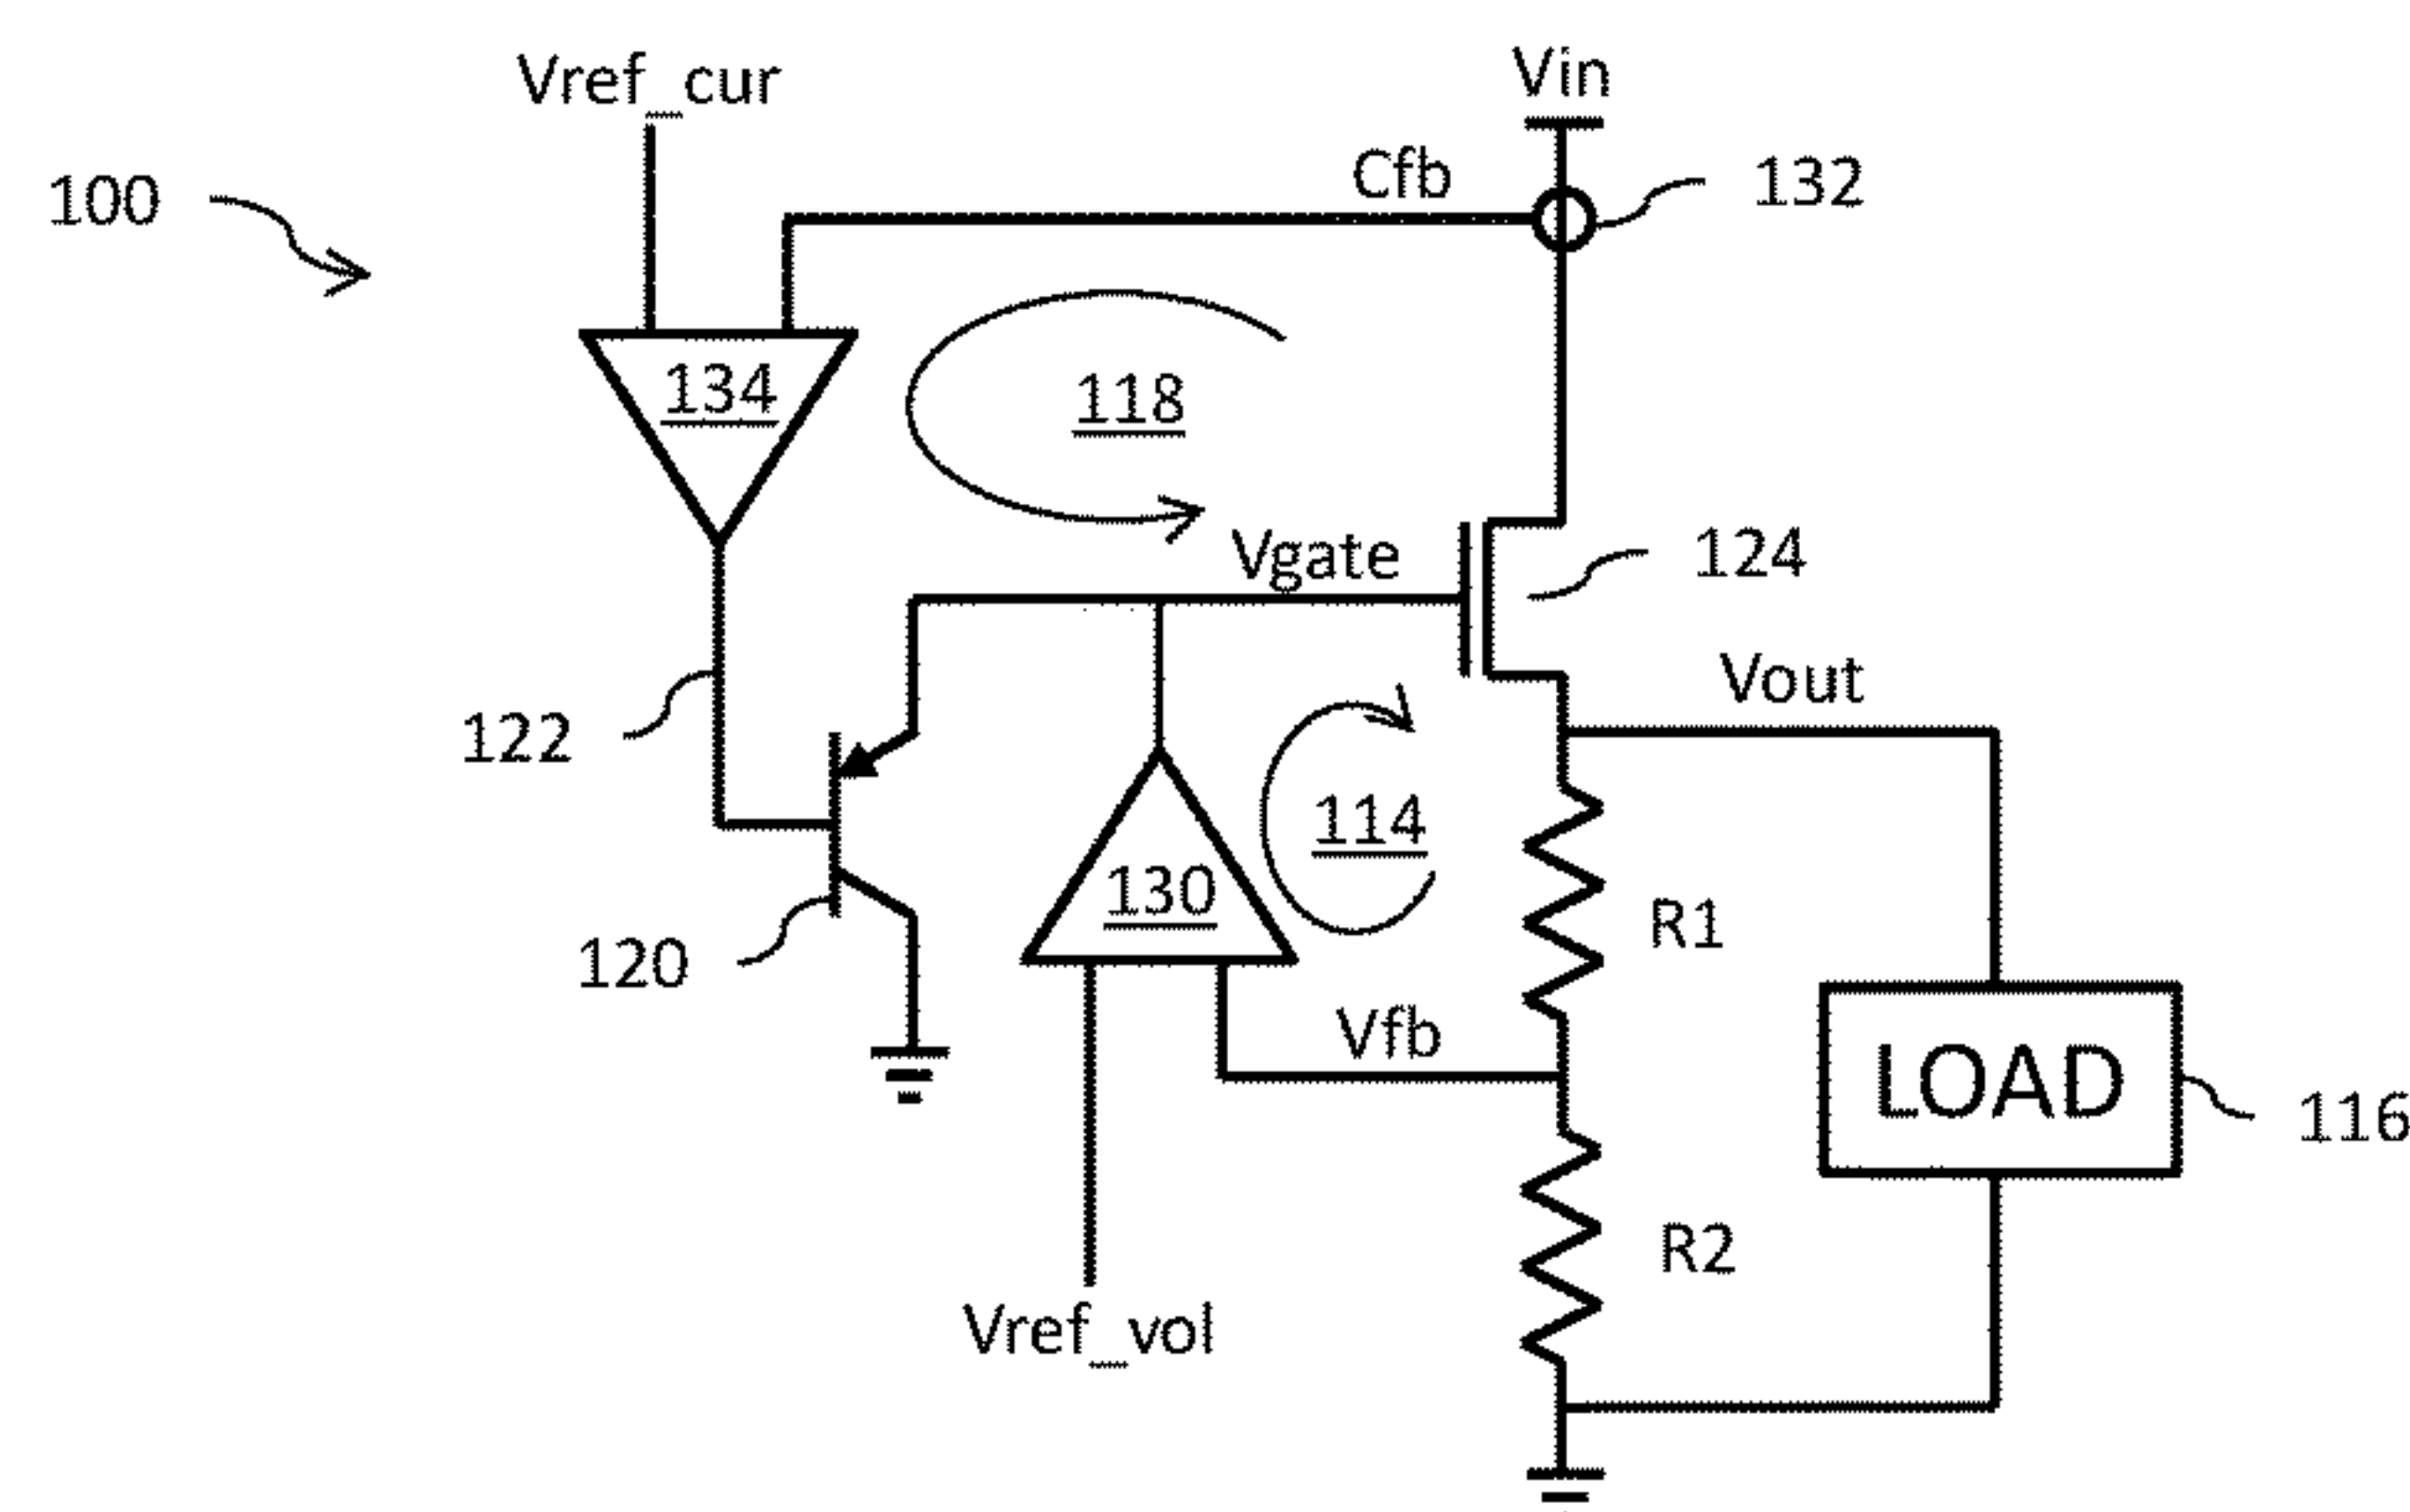 Vref_cur
Vin
Cfb
132
100
134
118
Vgate
124
Vout
122
114
130
R1
120
Vfb
LOAD
116
R2
Vref_vol